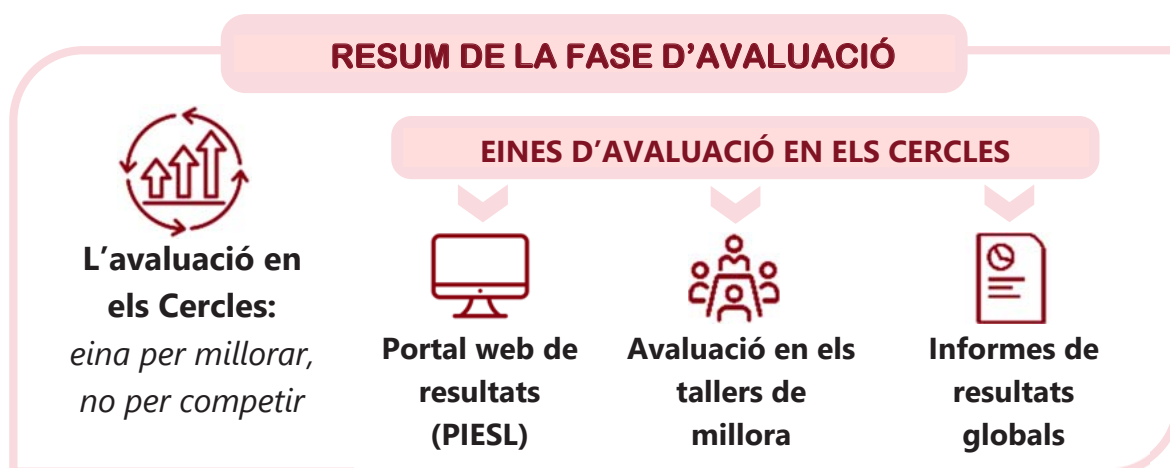 RESUM DE LA FASE D’AVALUACIÓ
L’avaluació en
els Cercles:
eina per millorar,
no per competir
EINES D’AVALUACIÓ EN ELS CERCLES
Portal web de
resultats
(PIESL)
Avaluació en els
tallers de
millora
Informes de
resultats
globals